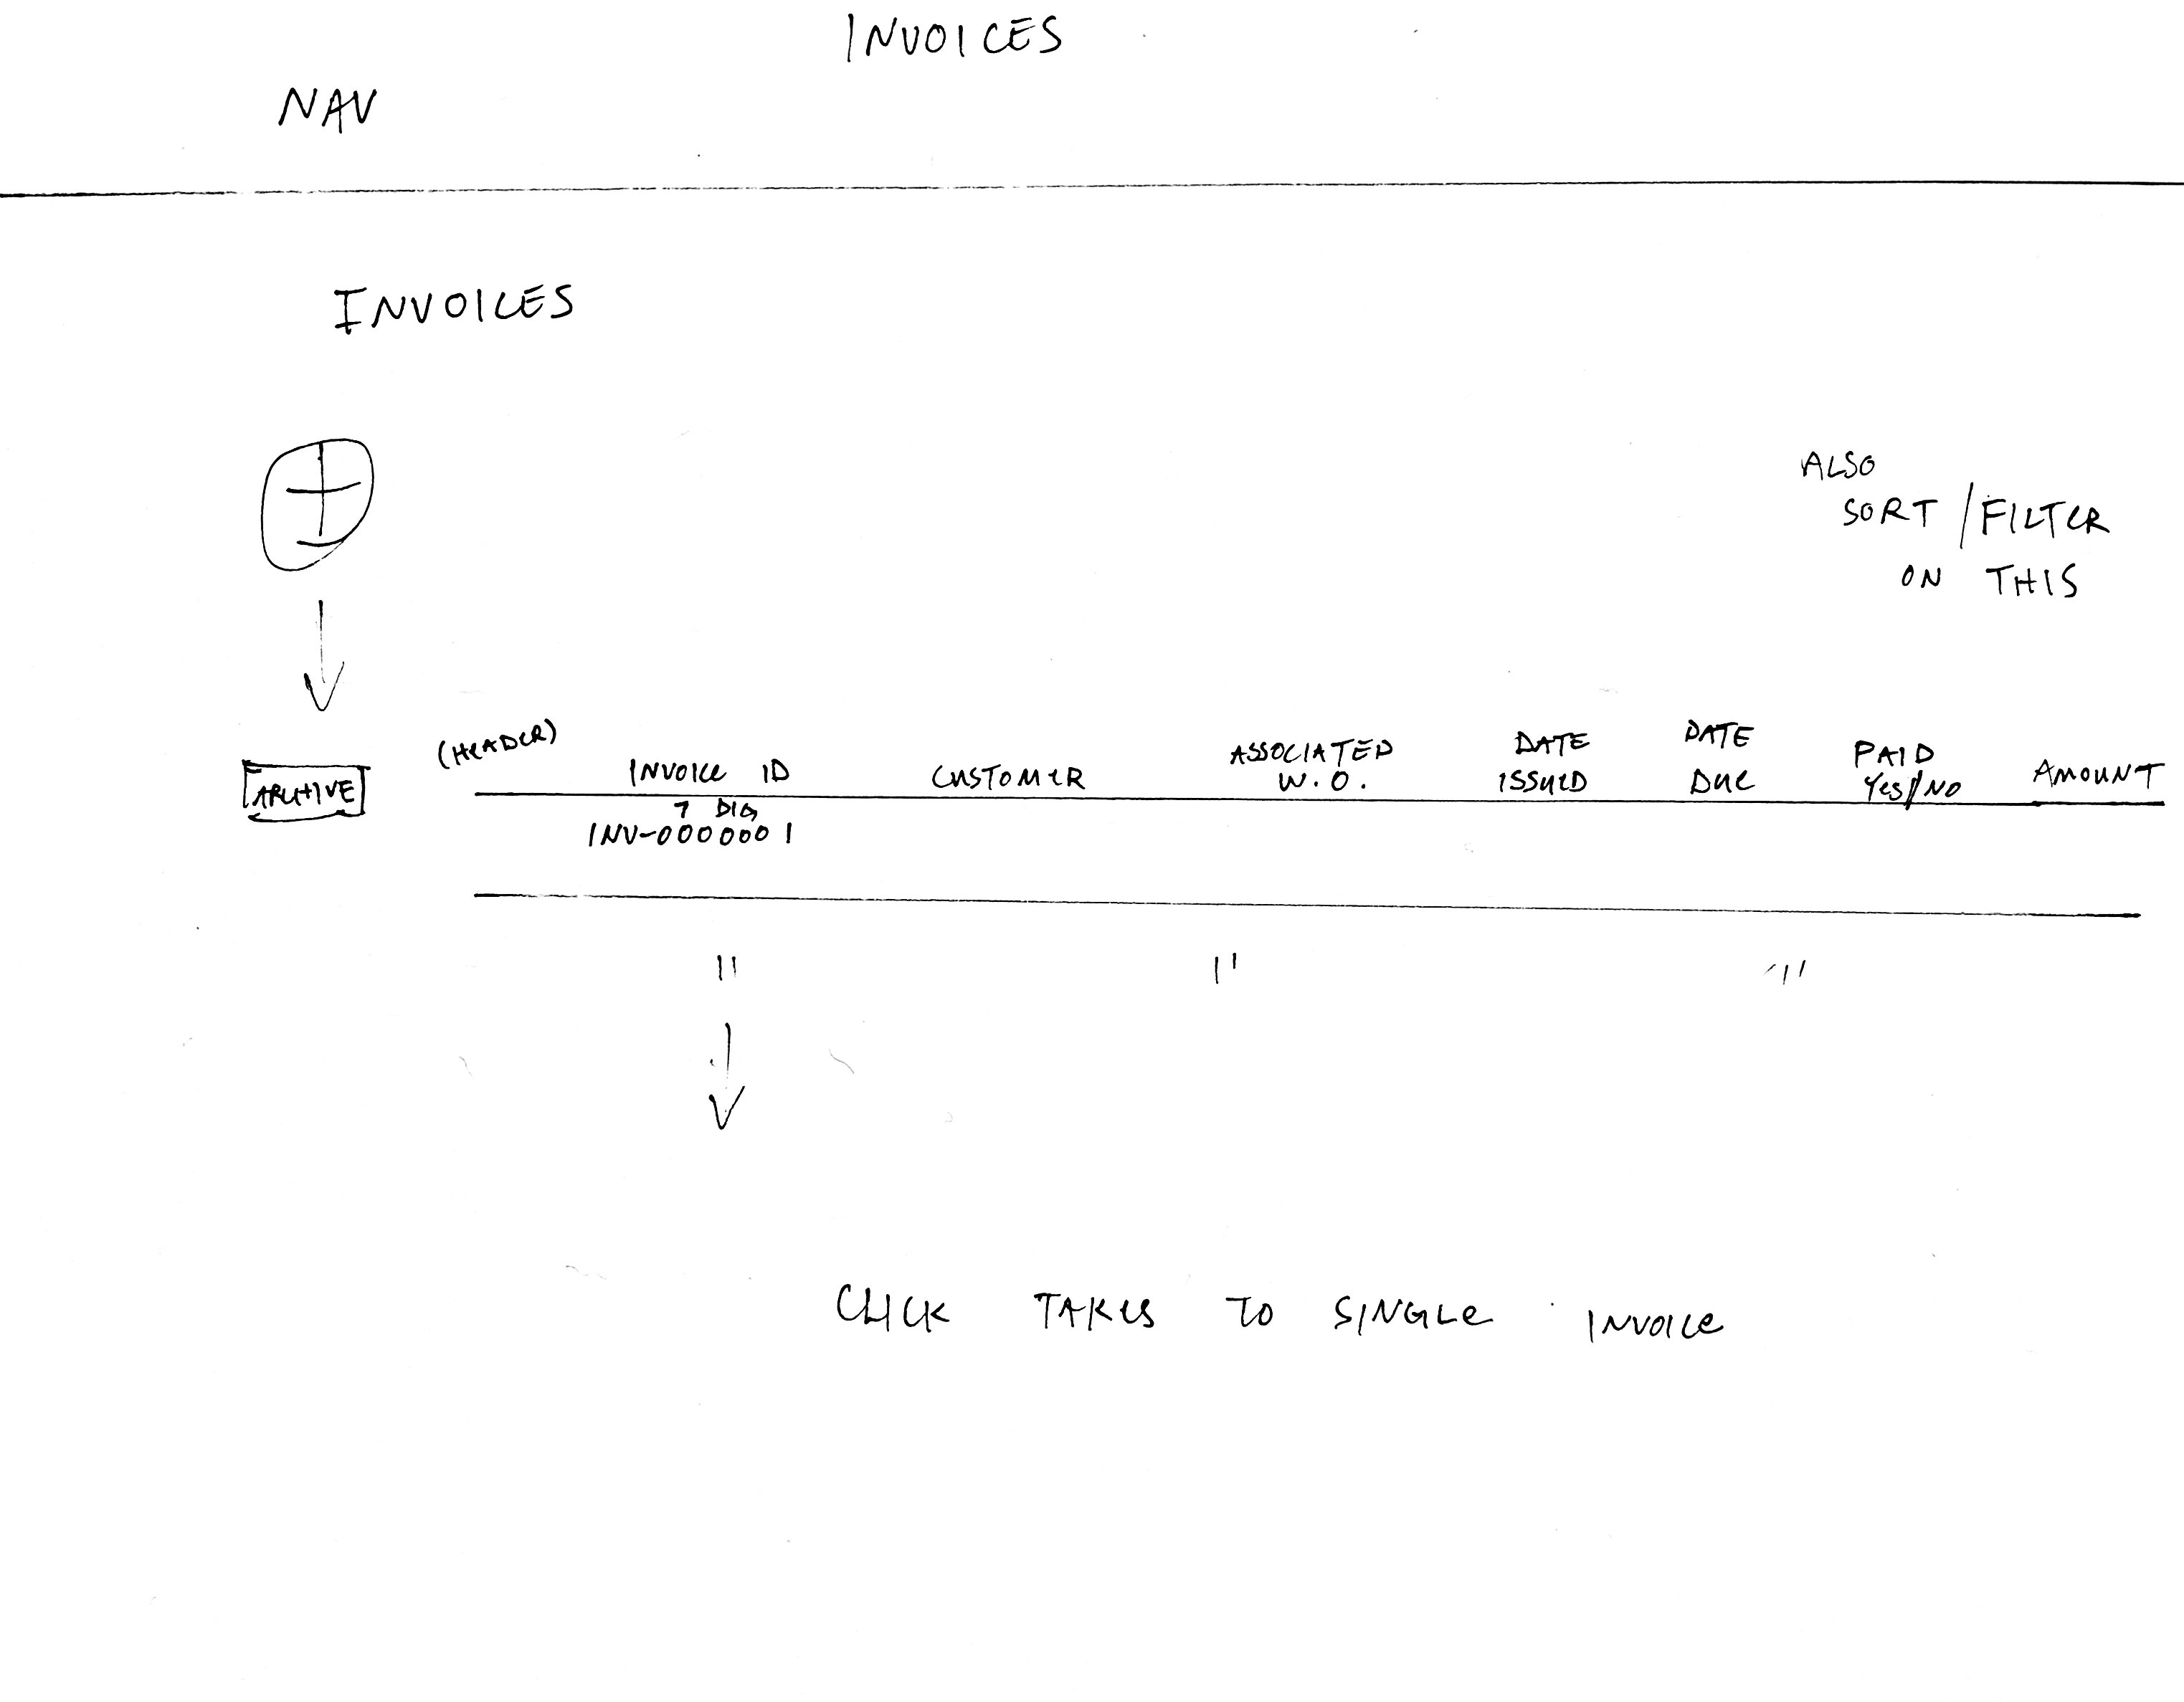 INVOICES
NAV
INVOICES
ALSO
SORT / FILTER
ON THIS
ARCHIVE
(HEADER)
INVOICE ID
CUSTOMER
ASSOCIATED
W.O.
DATE
ISSUED
DATE
DUE
PAID
YES//NO
AMOUNT
7 DIG
INV-0000001
" " "
CLICK TAKES TO SINGLE INVOICE